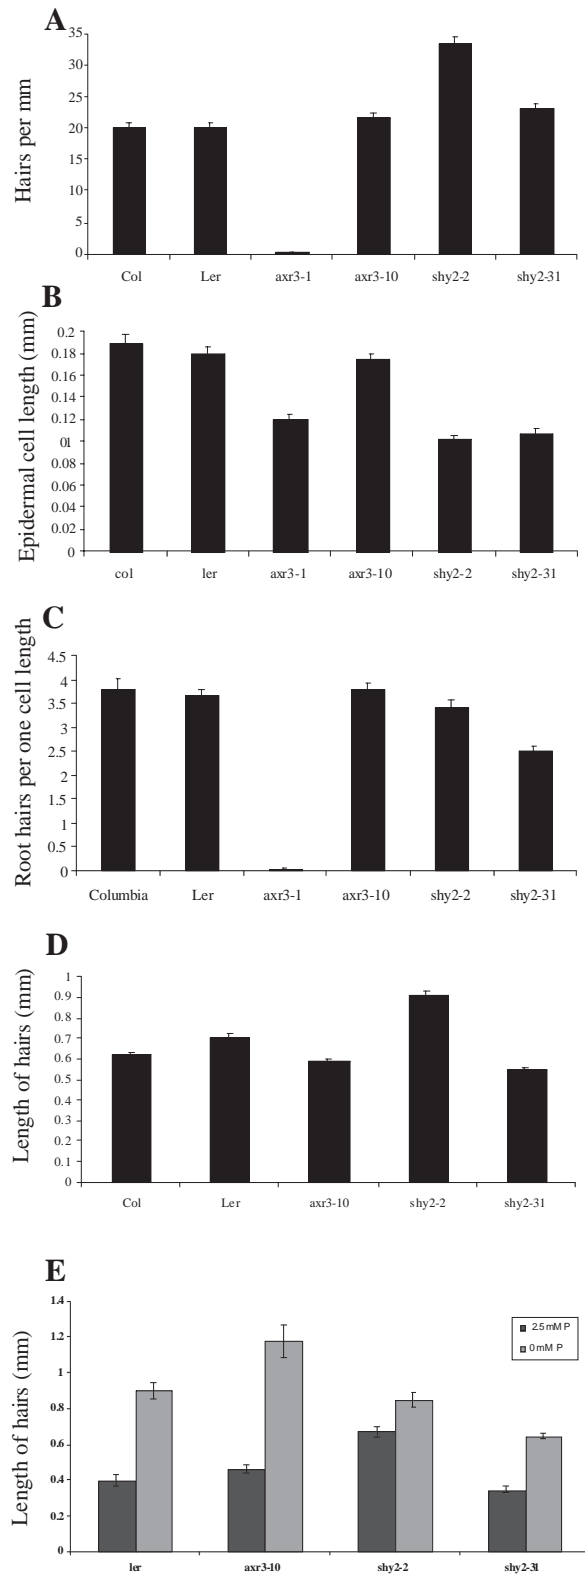 A
Hairs per mm
35
30
25
20
15
10
5
0
Col Ler axr3-1 axr3-10 shy2-2 shy2-31
B
Epidermal cell length (mm)
0.2
0.18
0.16
0.14
0.12
01
0.08
0.06
0.04
0.02
0
col ler axr3-1 axr3-10 shy2-2 shy2-31
C
Root hairs per one cell length
4.5
4
3.5
3
2.5
2
1.5
1
0.5
0
Columbia Ler axr3-1 axr3-10 shy2-2 shy2-31
D
Length of hairs (mm)
1
0.9
0.8
0.7
0.6
0.5
0.4
0.3
0.2
0.1
0
Col Ler axr3-10 shy2-2 shy2-31
E
Length of hairs (mm)
1.4
1.2
1
0.8
0.6
0.4
0.2
0
2.5 mM P
0 mM P
ler axr3-10 shy2-2 shy2-31